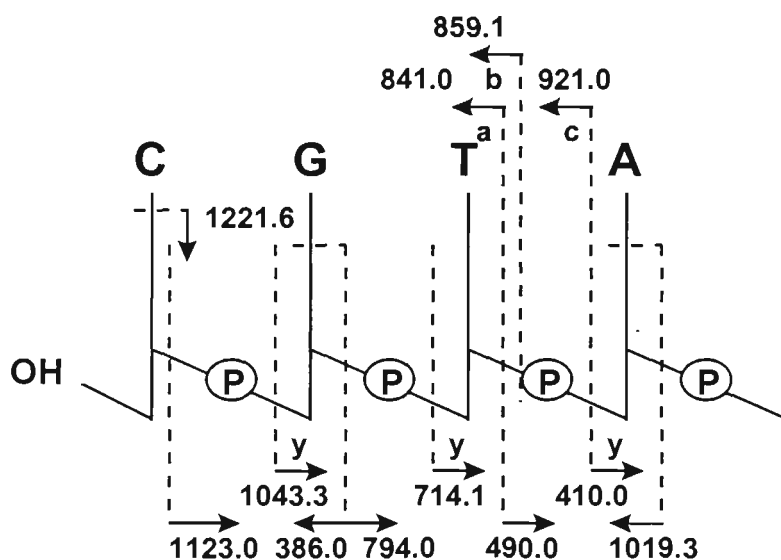 859.1
841.0 b 921.0
a c
C G T A
1221.6
OH P P P P
y y y
1043.3 714.1 410.0
1123.0 386.0 794.0 490.0 1019.3